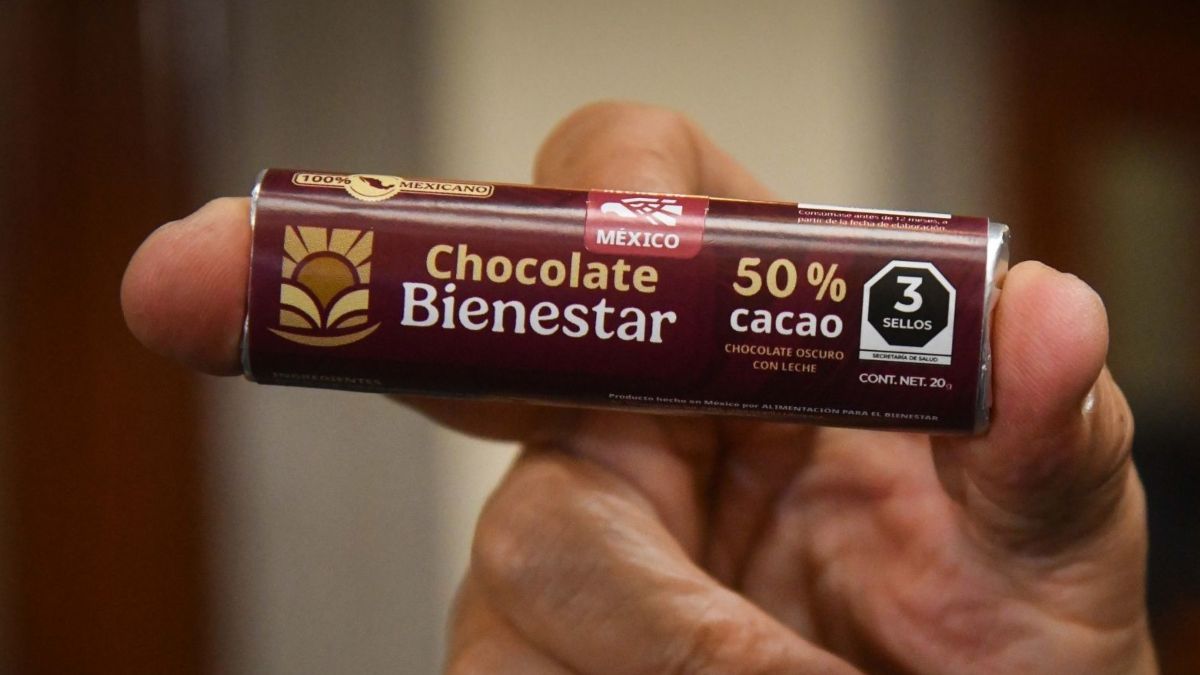 100% MEXICANO
MÉXICO
Consúmase antes de 12 meses, a
partir de la fecha de elaboración.
Chocolate
Bienestar
50 %
cacao
CHOCOLATE OSCURO
CON LECHE
3
SELLOS
SECRETARÍA DE SALUD
CONT. NET. 20g
INGREDIENTES
Producto hecho en México por ALIMENTACIÓN PARA EL BIENESTAR